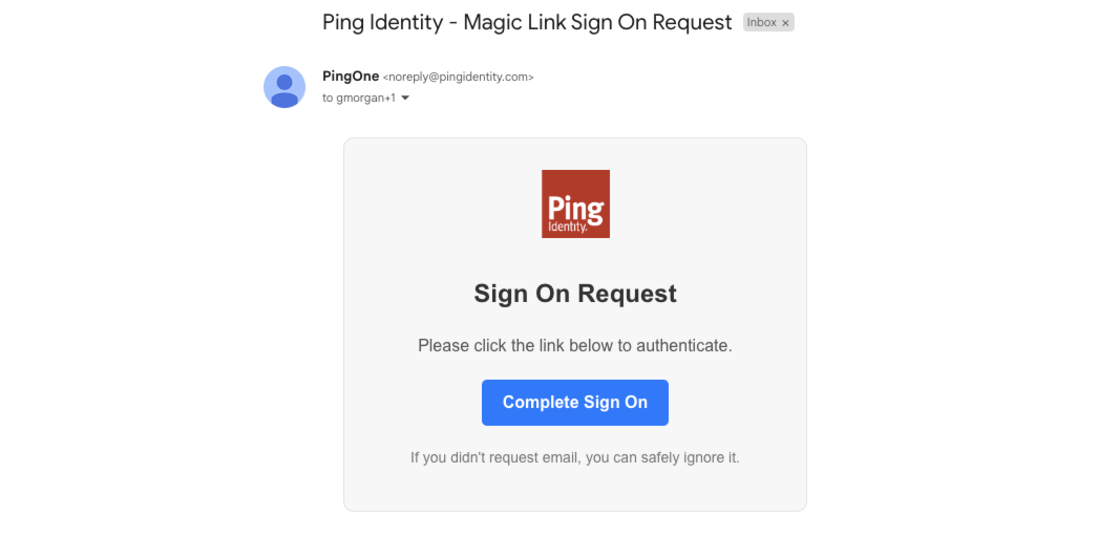 Ping Identity - Magic Link Sign On Request Inbox ×
PingOne <noreply@pingidentity.com>
to gmorgan+1
Ping
Identity.
Sign On Request
Please click the link below to authenticate.
Complete Sign On
If you didn't request email, you can safely ignore it.